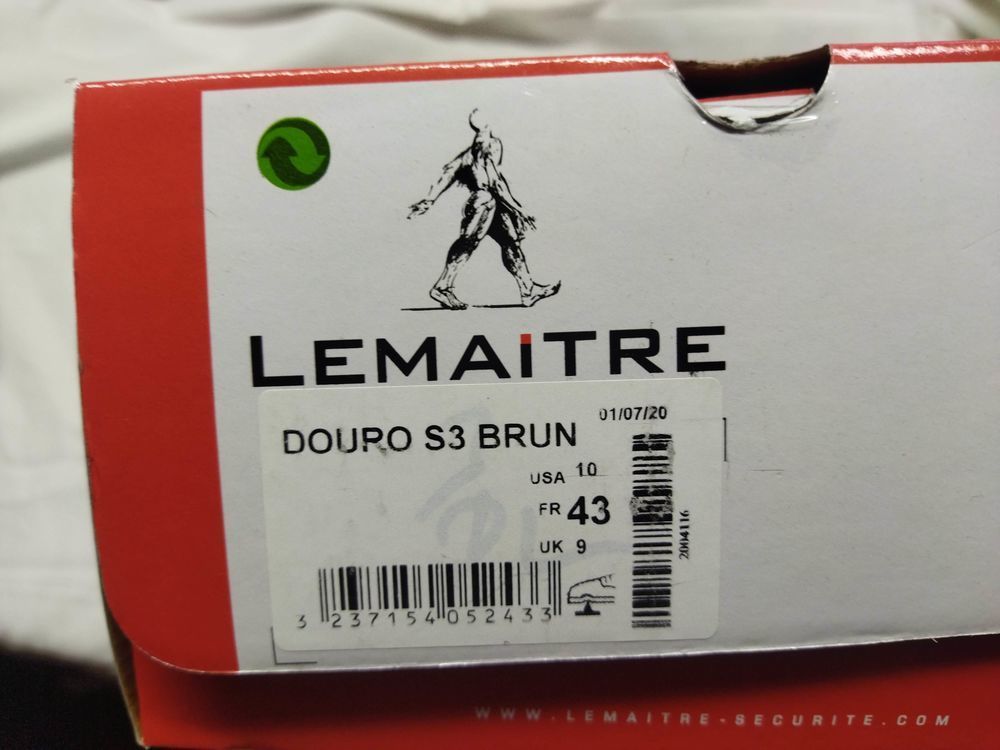 LEMAiTRE
DOURO S3 BRUN
01/07/20
USA 10
FR 43
UK 9
2004116
3 237154 052433
WWW.LEMAITRE-SECURITE.COM